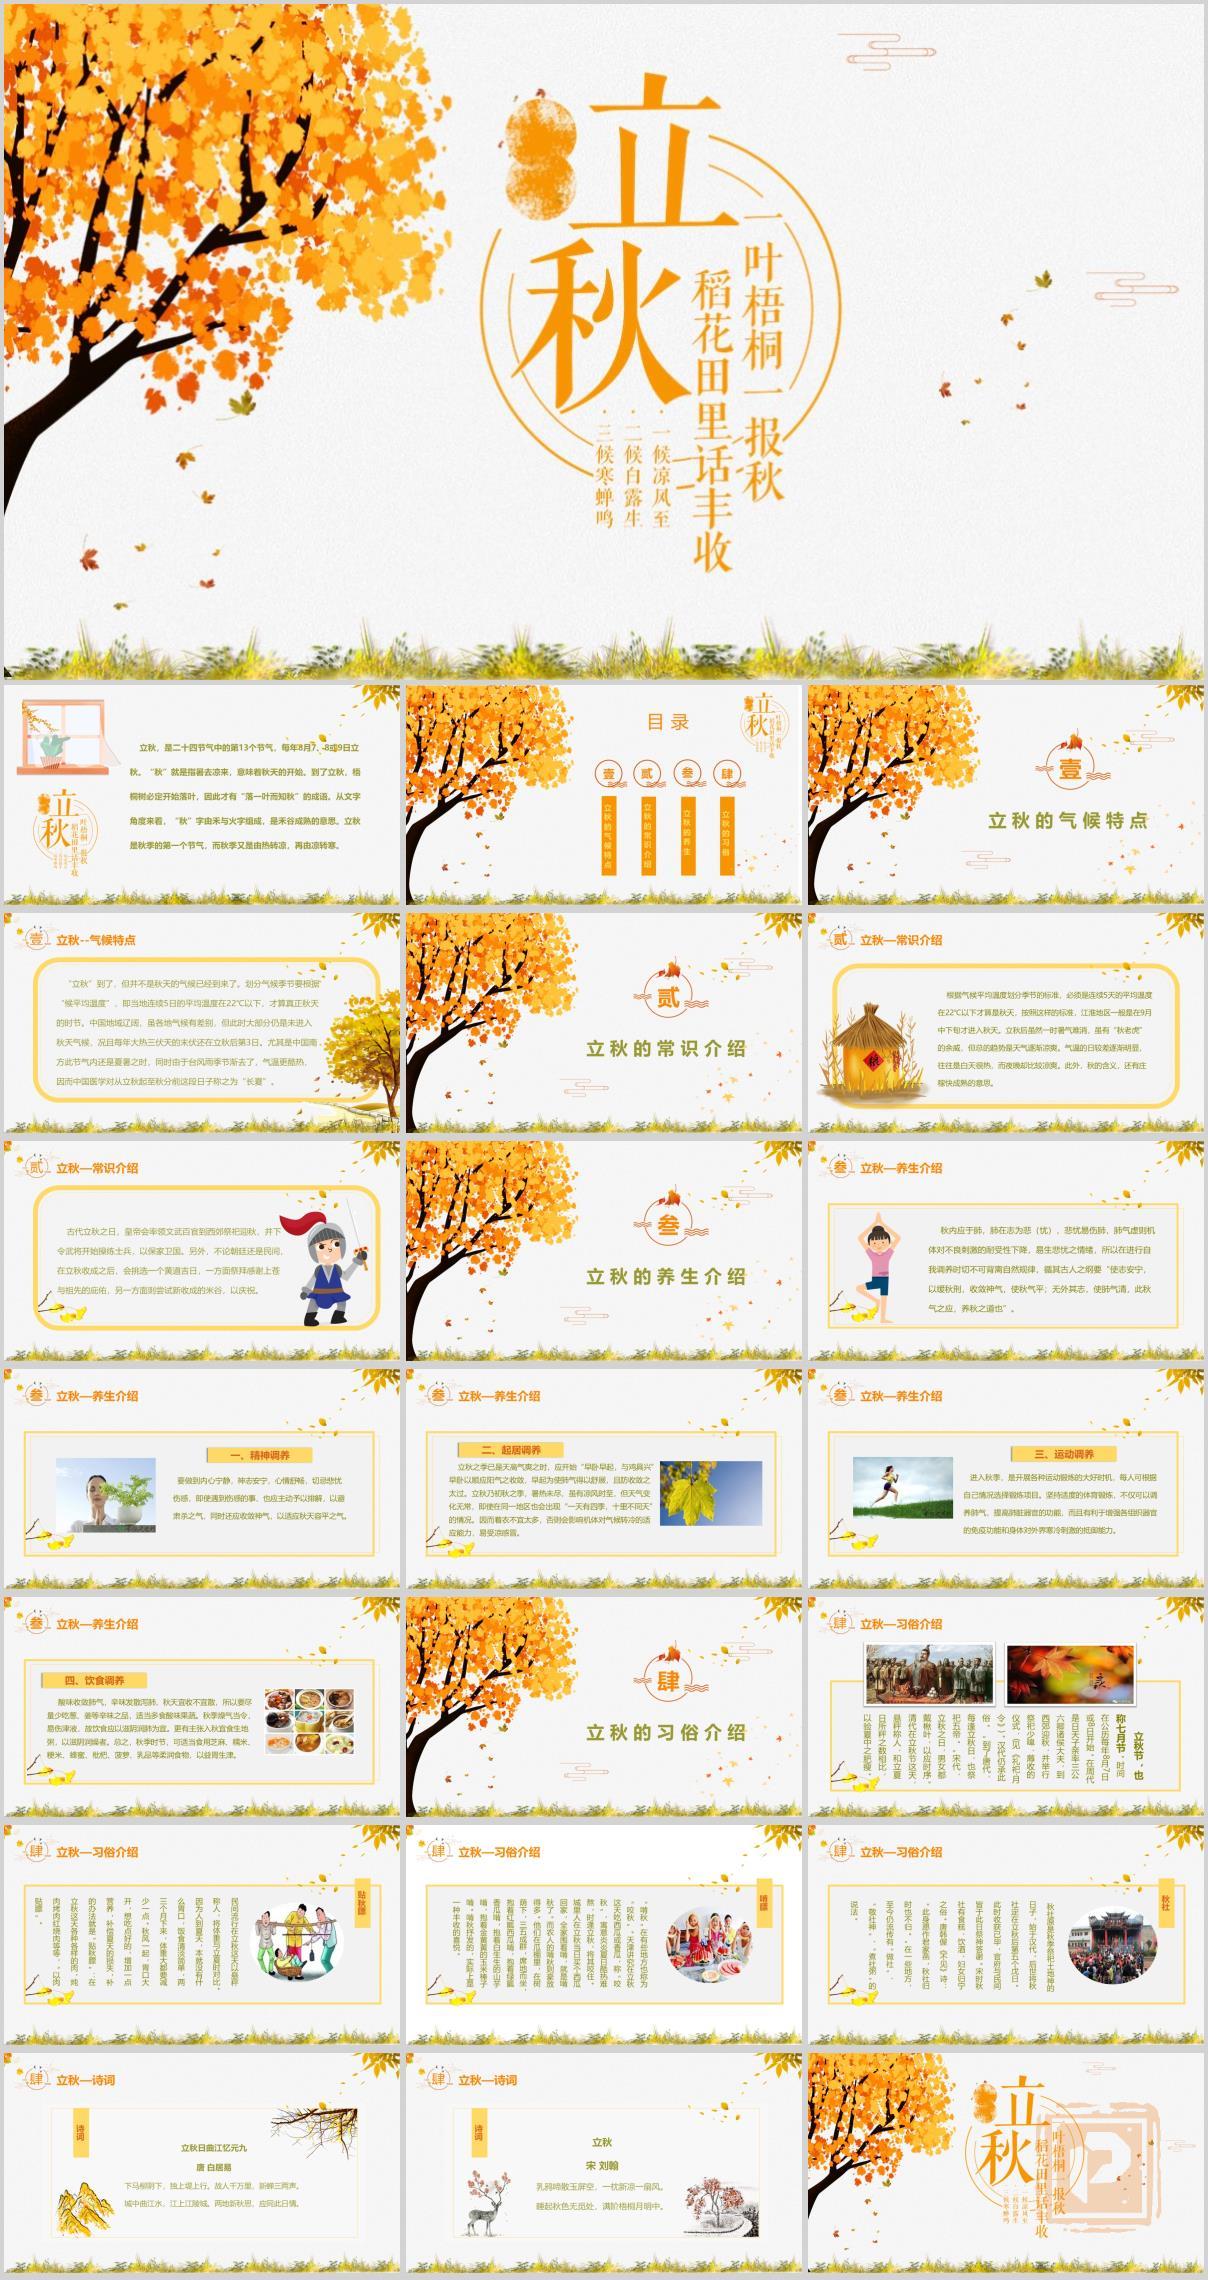 立秋
一叶梧桐一报秋
稻花田里话丰收
一候凉风至
二候白露生
三候寒蝉鸣
立秋，是二十四节气中的第13个节气，每年8月7、8或9日立
秋。“秋”就是指暑去凉来，意味着秋天的开始。到了立秋，梧
桐树必定开始落叶，因此才有“落一叶而知秋”的成语。从文字
角度来看，“秋”字由禾与火字组成，是禾谷成熟的意思。立秋
是秋季的第一个节气，而秋季又是由热转凉，再由凉转寒。
立秋
目录
立秋
壹
贰
叁
肆
立秋的气候特点
立秋的常识介绍
立秋的养生
立秋的习俗
壹
立秋的气候特点
壹
立秋--气候特点
“立秋”到了，但并不是秋天的气候已经到来了。划分气候季节要根据
“候平均温度”，即当地连续5日的平均温度在22℃以下，才算真正秋天
的时节。中国地域辽阔，虽各地气候有差别，但此时大部分仍是未进入
秋天气候，况且每年大热三伏天的末伏还在立秋后第3日。尤其是中国南
方此节气内还是夏暑之时，同时由于台风雨季节渐去了，气温更酷热，
因而中国医学对从立秋起至秋分前这段日子称之为“长夏”。
贰
立秋的常识介绍
贰
立秋—常识介绍
根据气候平均温度划分季节的标准，必须是连续5天的平均温度
在22℃以下才算是秋天，按照这样的标准，江淮地区一般是在9月
中下旬才进入秋天。立秋后虽然一时暑气难消，虽有“秋老虎”
的余威，但总的趋势是天气逐渐凉爽。气温的日较差逐渐明显，
往往是白天很热，而夜晚却比较凉爽。此外，秋的含义，还有庄
稼快成熟的意思。
贰
立秋—常识介绍
古代立秋之日，皇帝会率领文武百官到西郊祭祀迎秋，并下
令武将开始操练士兵，以保家卫国。另外，不论朝廷还是民间，
在立秋收成之后，会挑选一个黄道吉日，一方面祭拜感谢上苍
与祖先的庇佑，另一方面则尝试新收成的米谷，以庆祝。
叁
立秋的养生介绍
叁
立秋—养生介绍
秋内应于肺，肺在志为悲（忧），悲忧易伤肺，肺气虚则机
体对不良刺激的耐受性下降，易生悲忧之情绪，所以在进行自
我调养时切不可背离自然规律，循其古人之纲要“使志安宁，
以缓秋刑，收敛神气，使秋气平；无外其志，使肺气清，此秋
气之应，养秋之道也”。
叁
立秋—养生介绍
一、精神调养
要做到内心宁静，神志安宁，心情舒畅，切忌悲忧
伤感，即使遇到伤感的事，也应主动予以排解，以避
肃杀之气，同时还应收敛神气，以适应秋天容平之气。
叁
立秋—养生介绍
二、起居调养
立秋之季已是天高气爽之时，应开始“早卧早起，与鸡具兴”
早卧以顺应阳气之收敛，早起为使肺气得以舒展，且防收敛之
太过。立秋乃初秋之季，暑热未尽，虽有凉风时至，但天气变
化无常，即使在同一地区也会出现“一天有四季，十里不同天”
的情况。因而着衣不宜太多，否则会影响机体对气候转冷的适
应能力，易受凉感冒。
叁
立秋—养生介绍
三、运动调养
进入秋季，是开展各种运动锻炼的大好时机，每人可根据
自己情况选择锻炼项目。坚持适度的体育锻炼，不仅可以调
养肺气，提高肺脏器官的功能，而且有利于增强各组织器官
的免疫功能和身体对外界寒冷刺激的抵御能力。
叁
立秋—养生介绍
四、饮食调养
酸味收敛肺气，辛味发散泻肺，秋天宜收不宜散，所以要尽
量少吃葱、姜等辛味之品，适当多食酸味果蔬。秋季燥气当令，
易伤津液，故饮食应以滋阴润肺为宜。更有主张入秋宜食生地
粥，以滋阴润燥者。总之，秋季时节，可适当食用芝麻、糯米、
粳米、蜂蜜、枇杷、菠萝、乳品等柔润食物，以益胃生津。
肆
立秋的习俗介绍
肆
立秋—习俗介绍
立秋节，也
称七月节，时间
在公历每年8月7日
或8日开始。在周代
是日天子亲率三公
六卿诸侯大夫，到
西郊迎秋，并举行
祭祀少嗥、蓐收的
仪式，（见《礼祀·月
令》），汉代仍承此
俗。到了唐代，
每逢立秋日，也祭
祀五帝。宋代，
立秋之日，男女都
戴楸叶，以应时序。
清代在立秋节这天，
悬秤称人，和立夏
日所秤之数相比，
以验夏中之肥瘦。
肆
立秋—习俗介绍
贴秋膘
民间流行在立秋这天以悬秤
称人，将体重与立夏时对比。
因为人到夏天，本就没有什
么胃口，饭食清淡简单，两
三个月下来，体重大都要减
少一点。秋风一起，胃口大
开，想吃点好的，增加一点
营养，补偿夏天的损失，补
的办法就是“贴秋膘”：在
立秋这天各种各样的肉，炖
肉烤肉红烧肉等等，“以肉
贴膘”。
肆
立秋—习俗介绍
“啃秋”在有些地方也称为
“咬秋”。天津讲究在立秋
这天吃西瓜或香瓜，称“咬
秋”，寓意炎炎夏日酷热难
熬，时逢立秋，将其咬住。
城里人在立秋当日买个西瓜
回家，全家围着啃，就是啃
秋了。而农人的啃秋则豪放
得多。他们在瓜棚里，在树
荫下，三五成群，席地而坐，
抱着红瓤西瓜啃，抱着绿瓤
香瓜啃，抱着白生生的山芋
啃，抱着金黄黄的玉米棒子
啃。啃秋抒发的，实际上是
一种丰收的喜悦。
肆
立秋—习俗介绍
秋社
秋社原是秋季祭祀土地神的
日子，始于汉代，后世将秋
社定在立秋后第五个戊日。
此时收获已毕，官府与民间
皆于此日祭神答谢。宋时秋
社有食糕、饮酒、妇女归宁
之俗。唐韩偓《不见》诗：
“此身愿作君家燕，秋社归
时也不归”。在一些地方，
至今仍流传有“做社”、
“敬社神”、“煮社粥”的
说法。
肆
立秋—诗词
诗词
立秋日曲江忆元九
唐 白居易
下马柳阴下，独上堤上行。故人千万里，新蝉三两声。
城中曲江水，江上江陵城。两地新秋思，应同此日情。
肆
立秋—诗词
诗词
立秋
宋 刘翰
乳鸦啼散玉屏空，一枕新凉一扇风。
睡起秋色无觅处，满阶梧桐月明中。
立秋
一叶梧桐一报秋
稻花田里话丰收